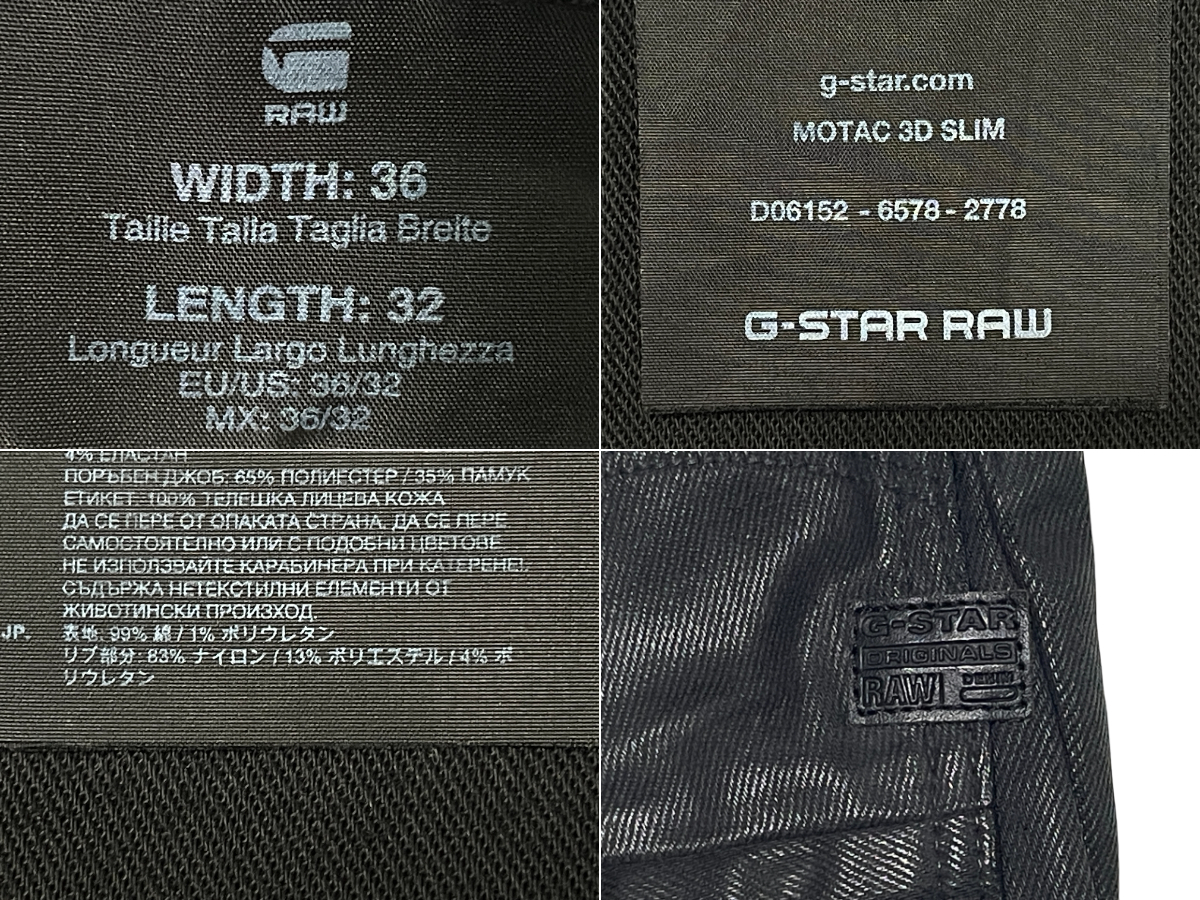 RAW
WIDTH: 36
Taille Talla Taglia Breite
LENGTH: 32
Longueur Largo Lunghezza
EU/US: 36/32
MX: 36/32
g-star.com
MOTAC 3D SLIM
D06152 - 6578 - 2778
G-STAR RAW
4% ЕЛАСТАН
ПОРЪБЕН ДЖОБ: 65% ПОЛИЕСТЕР / 35% ПАМУК
ЕТИКЕТ: 100% ТЕЛЕШКА ЛИЦЕВА КОЖА
ДА СЕ ПЕРЕ ОТ ОПАКАТА СТРАНА. ДА СЕ ПЕРЕ
САМОСТОЯТЕЛНО ИЛИ С ПОДОБНИ ЦВЕТОВЕ
НЕ ИЗПОЛЗВАЙТЕ КАРАБИНЕРА ПРИ КАТЕРЕНЕ!
СЪДЪРЖА НЕТЕКСТИЛНИ ЕЛЕМЕНТИ ОТ
ЖИВОТИНСКИ ПРОИЗХОД.
JP. 表地: 99% 綿 / 1% ポリウレタン
リブ部分: 83% ナイロン / 13% ポリエステル / 4% ポ
リウレタン
G-STAR
ORIGINALS
RAW DENIM